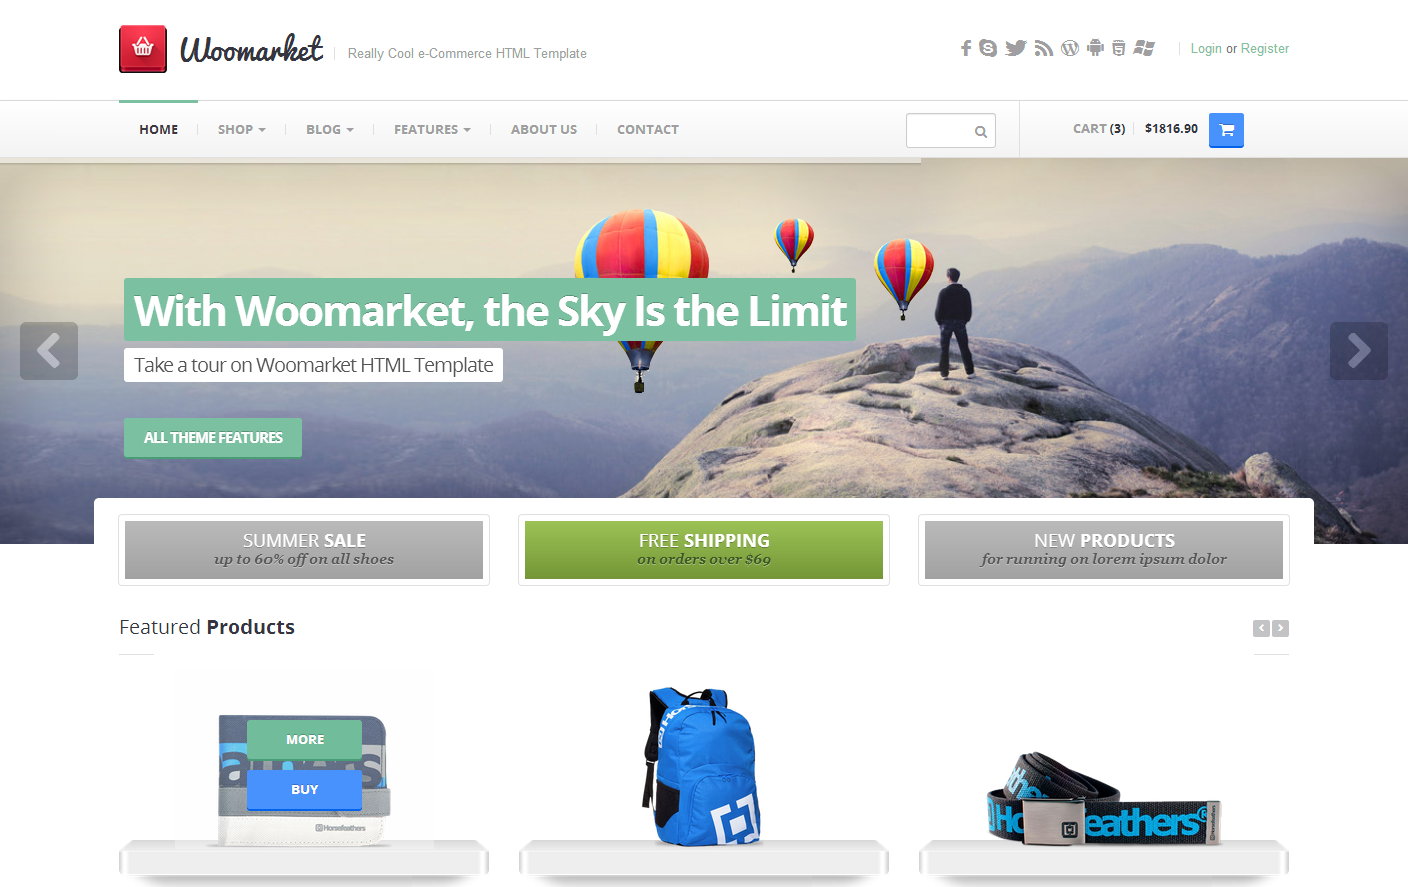 Woomarket
Really Cool e-Commerce HTML Template
Login or Register
HOME
SHOP
BLOG
FEATURES
ABOUT US
CONTACT
CART (3)
$1816.90
With Woomarket, the Sky Is the Limit
Take a tour on Woomarket HTML Template
ALL THEME FEATURES
SUMMER SALE
up to 60% off on all shoes
FREE SHIPPING
on orders over $69
NEW PRODUCTS
for running on lorem ipsum dolor
Featured Products
MORE
BUY
Horsefeathers